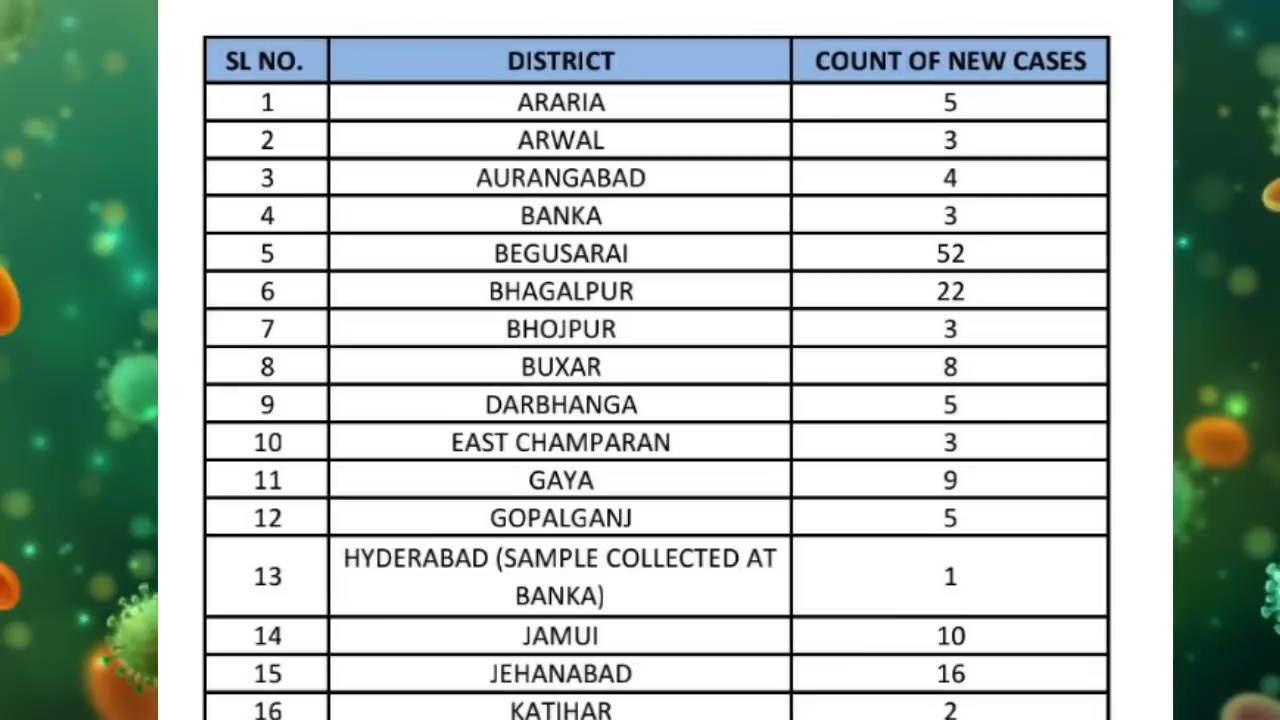 SL NO. DISTRICT COUNT OF NEW CASES
1 ARARIA 5
2 ARWAL 3
3 AURANGABAD 4
4 BANKA 3
5 BEGUSARAI 52
6 BHAGALPUR 22
7 BHOJPUR 3
8 BUXAR 8
9 DARBHANGA 5
10 EAST CHAMPARAN 3
11 GAYA 9
12 GOPALGANJ 5
13 HYDERABAD (SAMPLE COLLECTED AT
BANKA) 1
14 JAMUI 10
15 JEHANABAD 16
16 KATIHAR 2